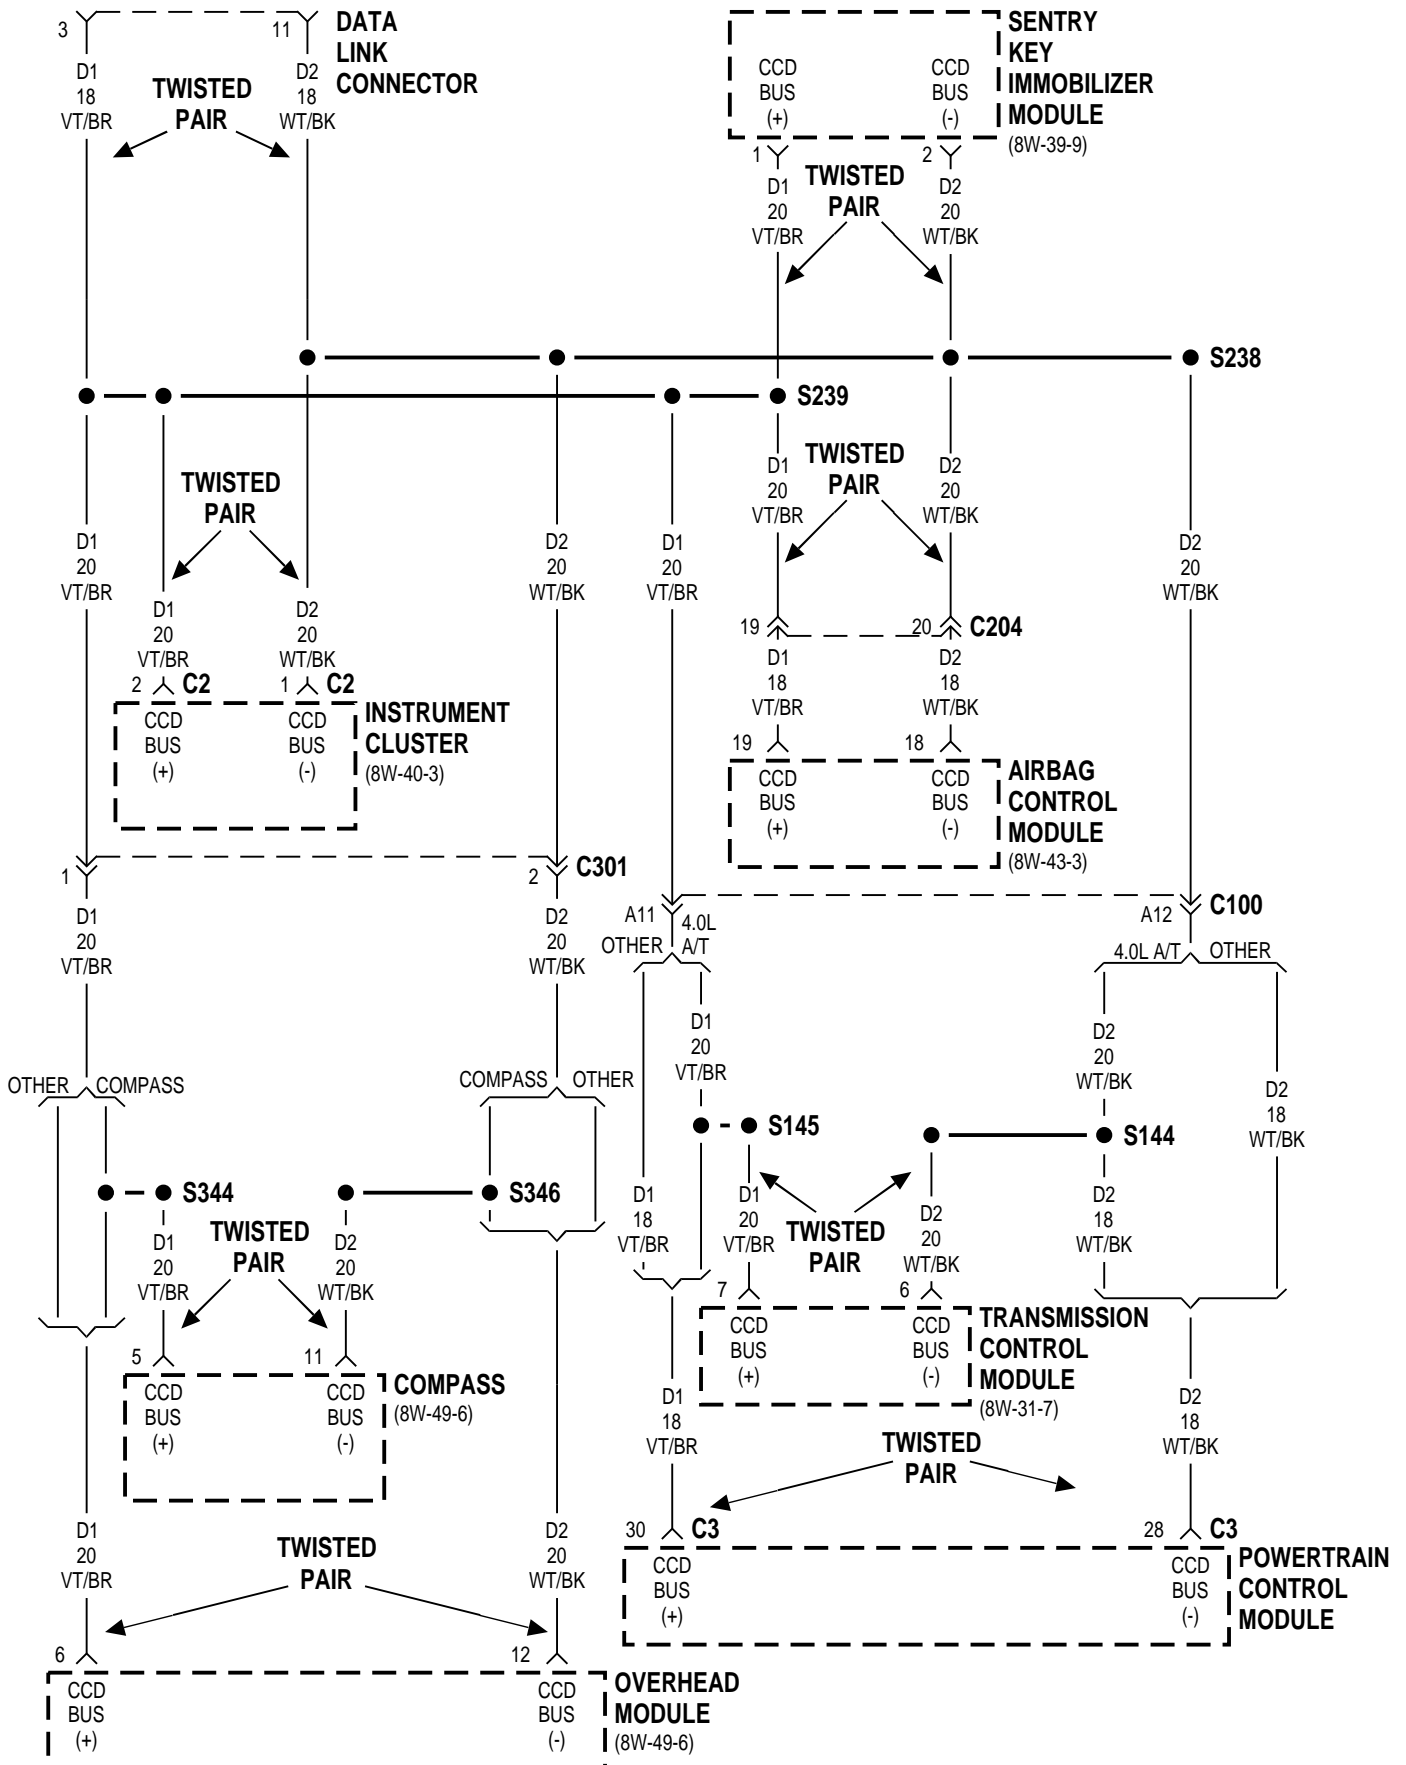 3
11
DATA
LINK
CONNECTOR
D1
18
VT/BR
D2
18
WT/BK
TWISTED
PAIR
SENTRY
KEY
IMMOBILIZER
MODULE
(8W-39-9)
CCD
BUS
(+)
CCD
BUS
(-)
1
2
D1
20
VT/BR
TWISTED
PAIR
D2
20
WT/BK
S238
S239
TWISTED
PAIR
D1
20
VT/BR
TWISTED
PAIR
D2
20
WT/BK
D1
20
VT/BR
D2
20
WT/BK
D1
20
VT/BR
D2
20
WT/BK
D1
20
VT/BR
D2
20
WT/BK
2
C2
1
C2
CCD
BUS
(+)
CCD
BUS
(-)
INSTRUMENT
CLUSTER
(8W-40-3)
19
20
C204
D1
18
VT/BR
D2
18
WT/BK
19
18
CCD
BUS
(+)
CCD
BUS
(-)
AIRBAG
CONTROL
MODULE
(8W-43-3)
1
2
C301
D1
20
VT/BR
D2
20
WT/BK
A11
4.0L
OTHER
A/T
A12
C100
4.0L A/T
OTHER
D1
20
VT/BR
D2
20
WT/BK
D2
18
WT/BK
OTHER
COMPASS
COMPASS
OTHER
S145
S144
S344
S346
D1
20
VT/BR
TWISTED
PAIR
D2
20
WT/BK
D1
18
VT/BR
D1
20
VT/BR
TWISTED
PAIR
D2
20
WT/BK
D2
18
WT/BK
7
6
CCD
BUS
(+)
CCD
BUS
(-)
TRANSMISSION
CONTROL
MODULE
(8W-31-7)
5
11
CCD
BUS
(+)
CCD
BUS
(-)
COMPASS
(8W-49-6)
D1
18
VT/BR
TWISTED
PAIR
D2
18
WT/BK
30
C3
28
C3
CCD
BUS
(+)
CCD
BUS
(-)
POWERTRAIN
CONTROL
MODULE
D1
20
VT/BR
TWISTED
PAIR
D2
20
WT/BK
6
12
CCD
BUS
(+)
CCD
BUS
(-)
OVERHEAD
MODULE
(8W-49-6)